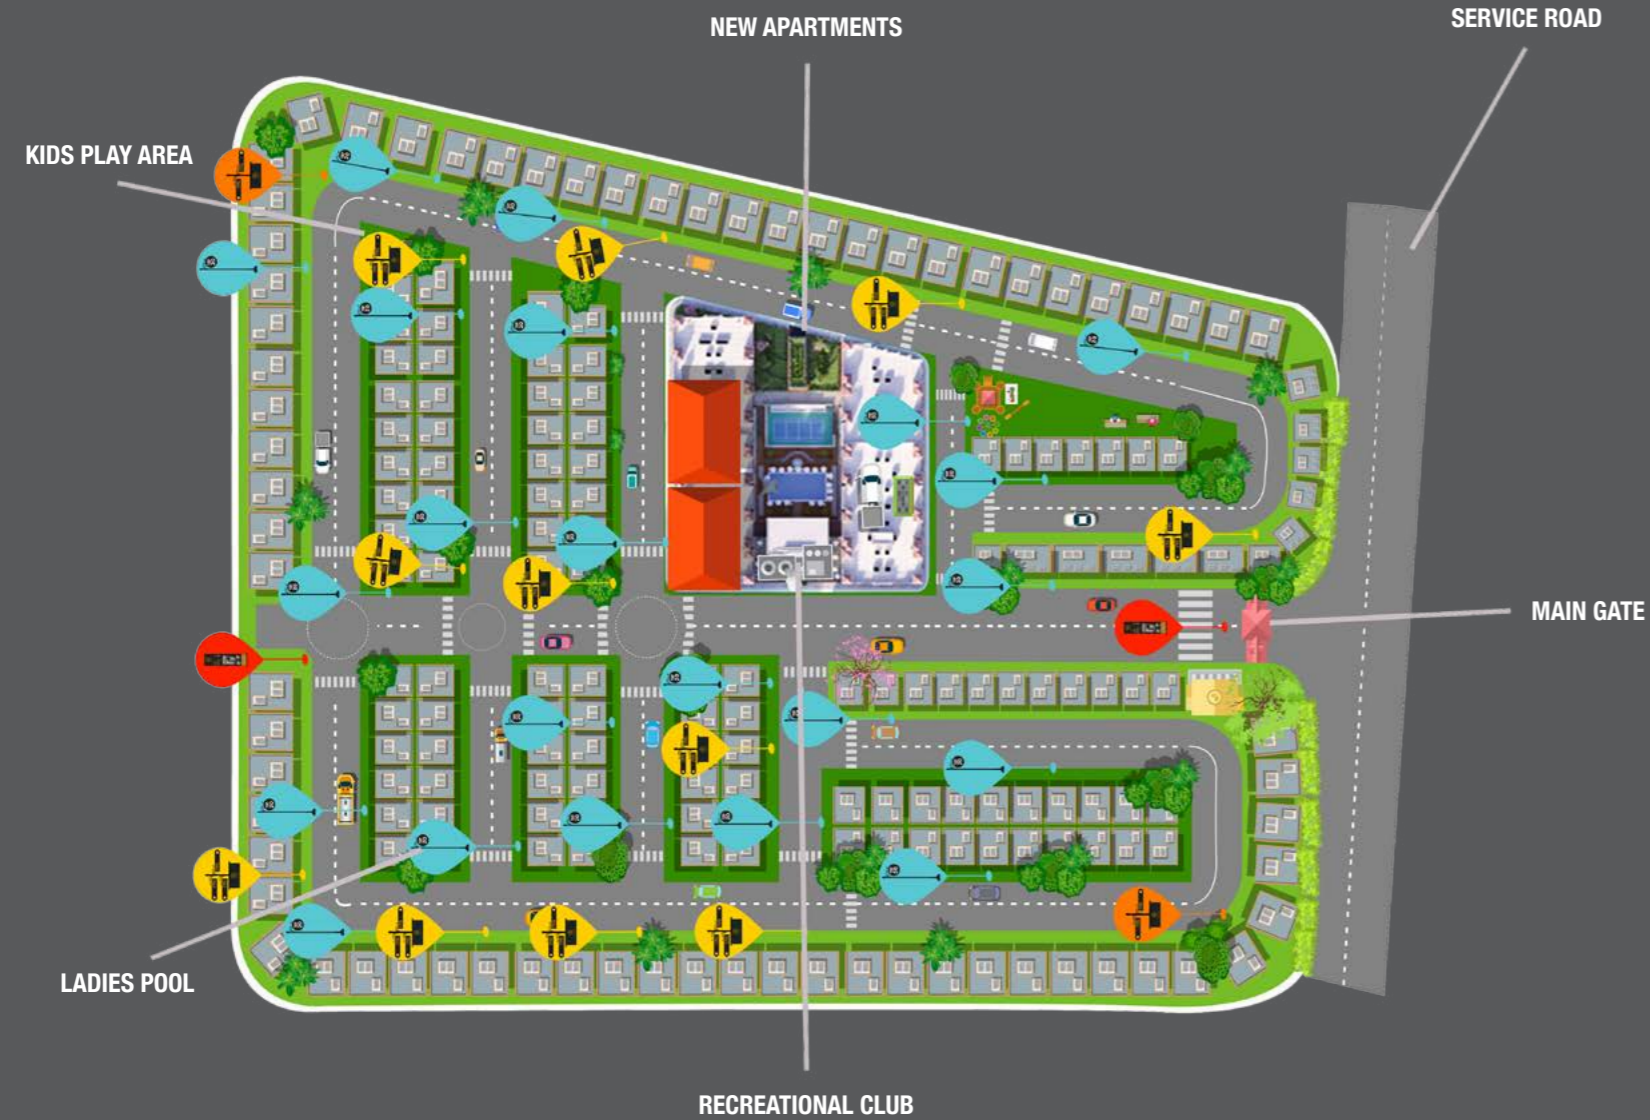 NEW APARTMENTS
SERVICE ROAD
KIDS PLAY AREA
MAIN GATE
LADIES POOL
RECREATIONAL CLUB